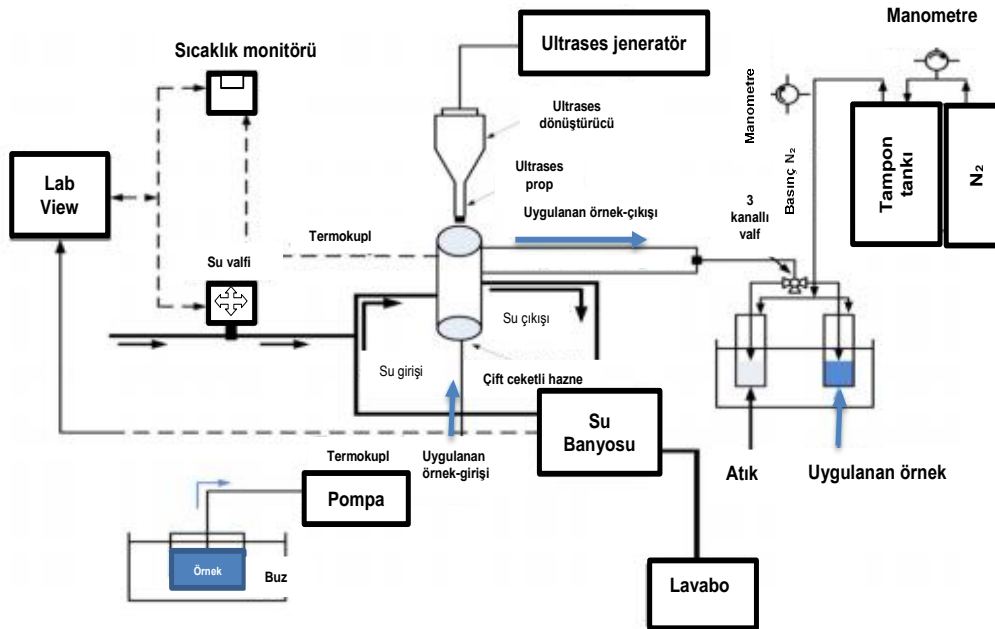 Manometre
Sıcaklık monitörü
Ultrases jeneratör
Manometre
Basınç N₂
Tampon
tankı
N₂
Ultrases
dönüştürücü
Ultrases
prop
Lab
View
3
kanallı
valf
Uygulanan örnek-çıkışı
Termokupl
Su valfi
Su çıkışı
Su girişi
Çift ceketli hazne
Su
Banyosu
Termokupl
Uygulanan
örnek-girişi
Atık
Uygulanan örnek
Pompa
Örnek
Buz
Lavabo